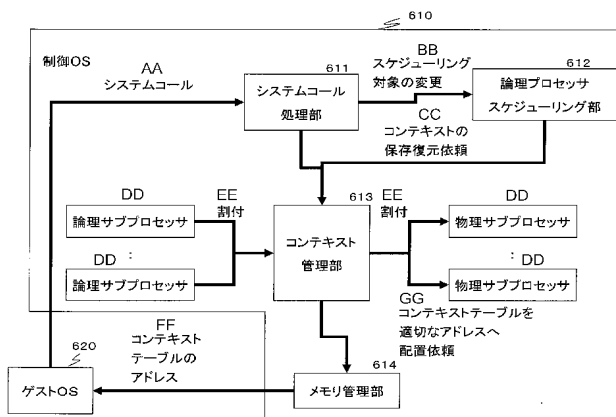 610
制御OS
AA
システムコール
611
システムコール
処理部
BB
スケジューリング
対象の変更
612
論理プロセッサ
スケジューリング部
CC
コンテキストの
保存復元依頼
DD
論理サブプロセッサ
DD
:
論理サブプロセッサ
EE
割付
613
コンテキスト
管理部
EE
割付
DD
物理サブプロセッサ
:
DD
物理サブプロセッサ
GG
コンテキストテーブルを
適切なアドレスへ
配置依頼
FF
コンテキスト
テーブルの
アドレス
620
ゲストOS
614
メモリ管理部